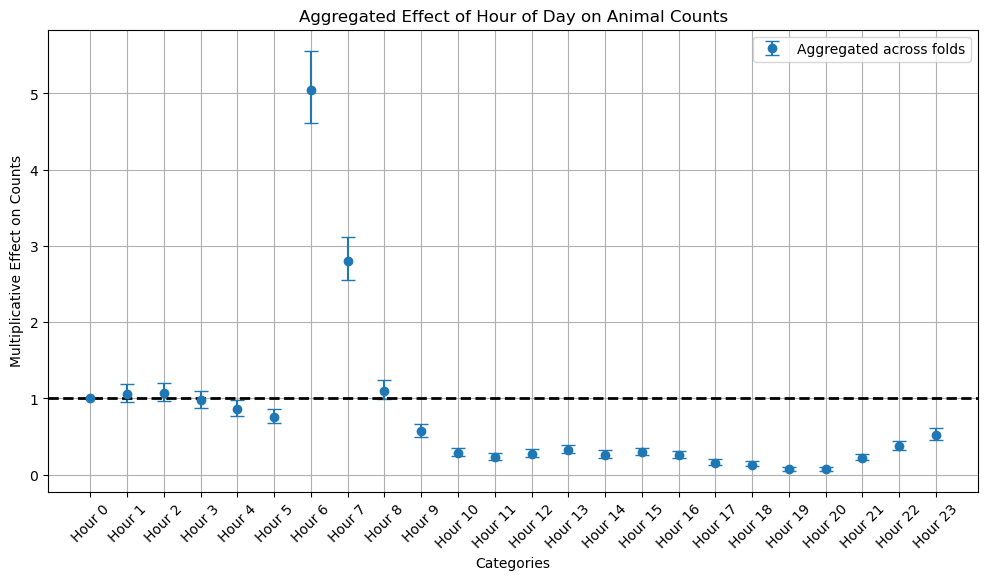 Aggregated Effect of Hour of Day on Animal Counts
Aggregated across folds
Multiplicative Effect on Counts
5
4
3
2
1
0
Hour 0
Hour 1
Hour 2
Hour 3
Hour 4
Hour 5
Hour 6
Hour 7
Hour 8
Hour 9
Hour 10
Hour 11
Hour 12
Hour 13
Hour 14
Hour 15
Hour 16
Hour 17
Hour 18
Hour 19
Hour 20
Hour 21
Hour 22
Hour 23
Categories